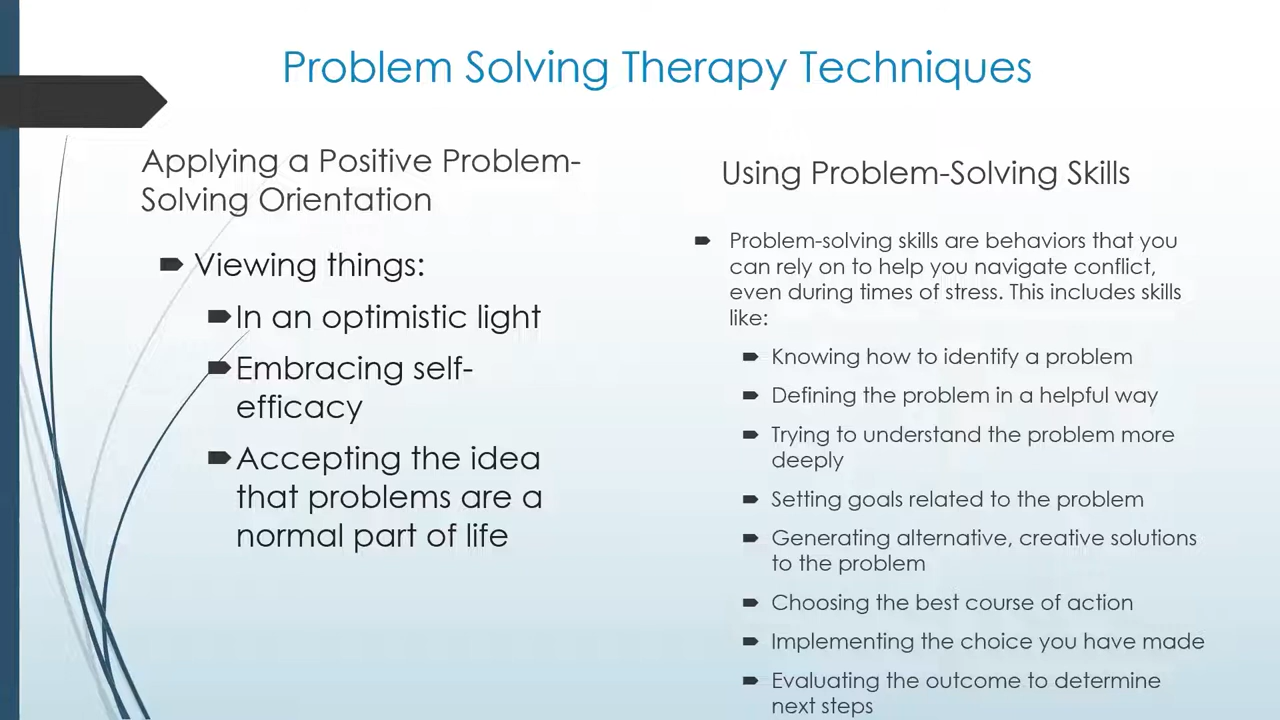 Problem Solving Therapy Techniques
Applying a Positive Problem-
Solving Orientation
Viewing things:
In an optimistic light
Embracing self-
efficacy
Accepting the idea
that problems are a
normal part of life
Using Problem-Solving Skills
Problem-solving skills are behaviors that you
can rely on to help you navigate conflict,
even during times of stress. This includes skills
like:
Knowing how to identify a problem
Defining the problem in a helpful way
Trying to understand the problem more
deeply
Setting goals related to the problem
Generating alternative, creative solutions
to the problem
Choosing the best course of action
Implementing the choice you have made
Evaluating the outcome to determine
next steps